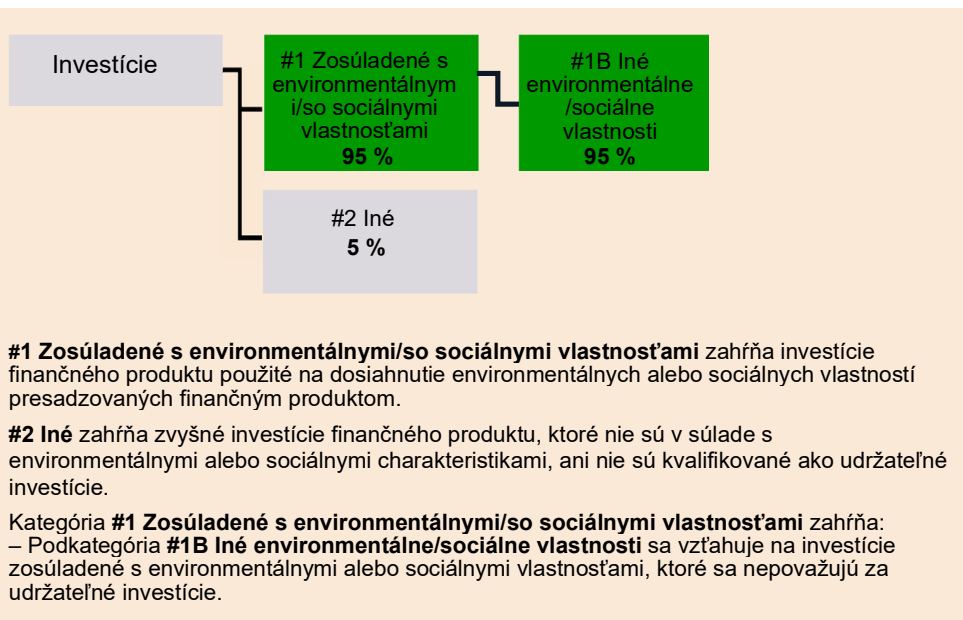 Investície
#1 Zosúladené s
environmentálnym
i/so sociálnymi
vlastnosťami
95 %
#1B Iné
environmentálne
/sociálne
vlastnosti
95 %
#2 Iné
5 %
#1 Zosúladené s environmentálnymi/so sociálnymi vlastnosťami zahŕňa investície
finančného produktu použité na dosiahnutie environmentálnych alebo sociálnych vlastností
presadzovaných finančným produktom.
#2 Iné zahŕňa zvyšné investície finančného produktu, ktoré nie sú v súlade s
environmentálnymi alebo sociálnymi charakteristikami, ani nie sú kvalifikované ako udržateľné
investície.
Kategória #1 Zosúladené s environmentálnymi/so sociálnymi vlastnosťami zahŕňa:
– Podkategória #1B Iné environmentálne/sociálne vlastnosti sa vzťahuje na investície
zosúladené s environmentálnymi alebo sociálnymi vlastnosťami, ktoré sa nepovažujú za
udržateľné investície.